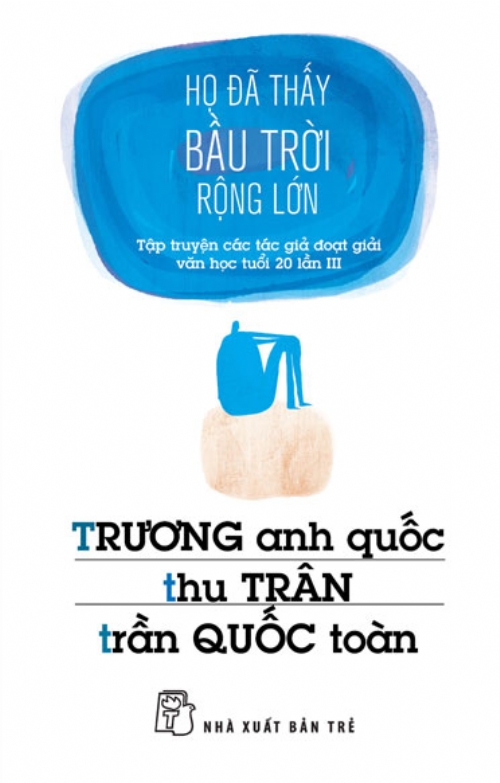 HỌ ĐÃ THẤY
BẦU TRỜI
RỘNG LỚN
Tập truyện các tác giả đoạt giải
văn học tuổi 20 lần III
TRƯƠNG anh quốc
thu TRÂN
trần QUỐC toàn
T
NHÀ XUẤT BẢN TRẺ